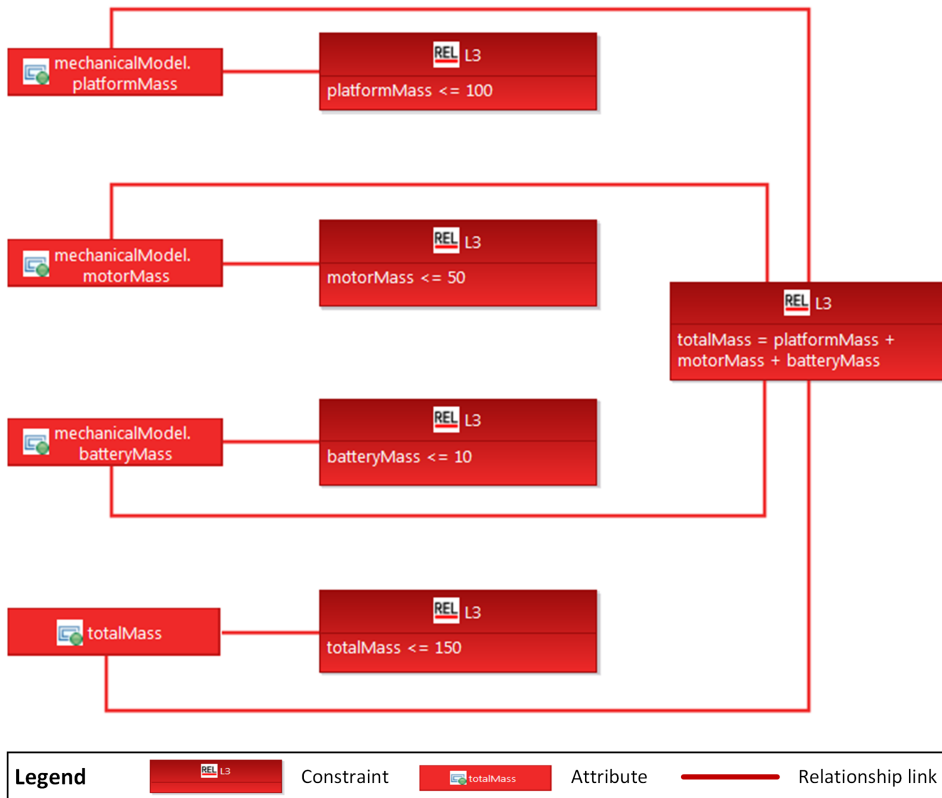 mechanicalModel.
platformMass
REL L3
platformMass <= 100
mechanicalModel.
motorMass
REL L3
motorMass <= 50
REL L3
totalMass = platformMass +
motorMass + batteryMass
mechanicalModel.
batteryMass
REL L3
batteryMass <= 10
totalMass
REL L3
totalMass <= 150
Legend
REL L3
Constraint
totalMass
Attribute
Relationship link